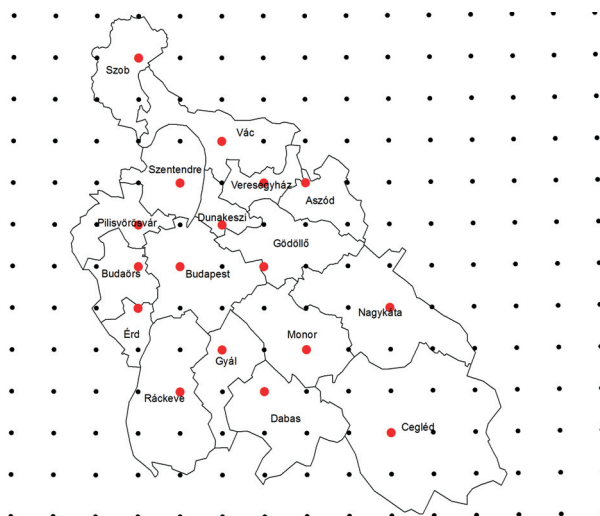 Szob
Vác
Szentendre
Veresegyház
Aszód
Pilisvörösvár
Dunakeszi
Gödöllő
Budaörs
Budapest
Nagykáta
Érd
Monor
Gyál
Ráckeve
Dabas
Cegléd